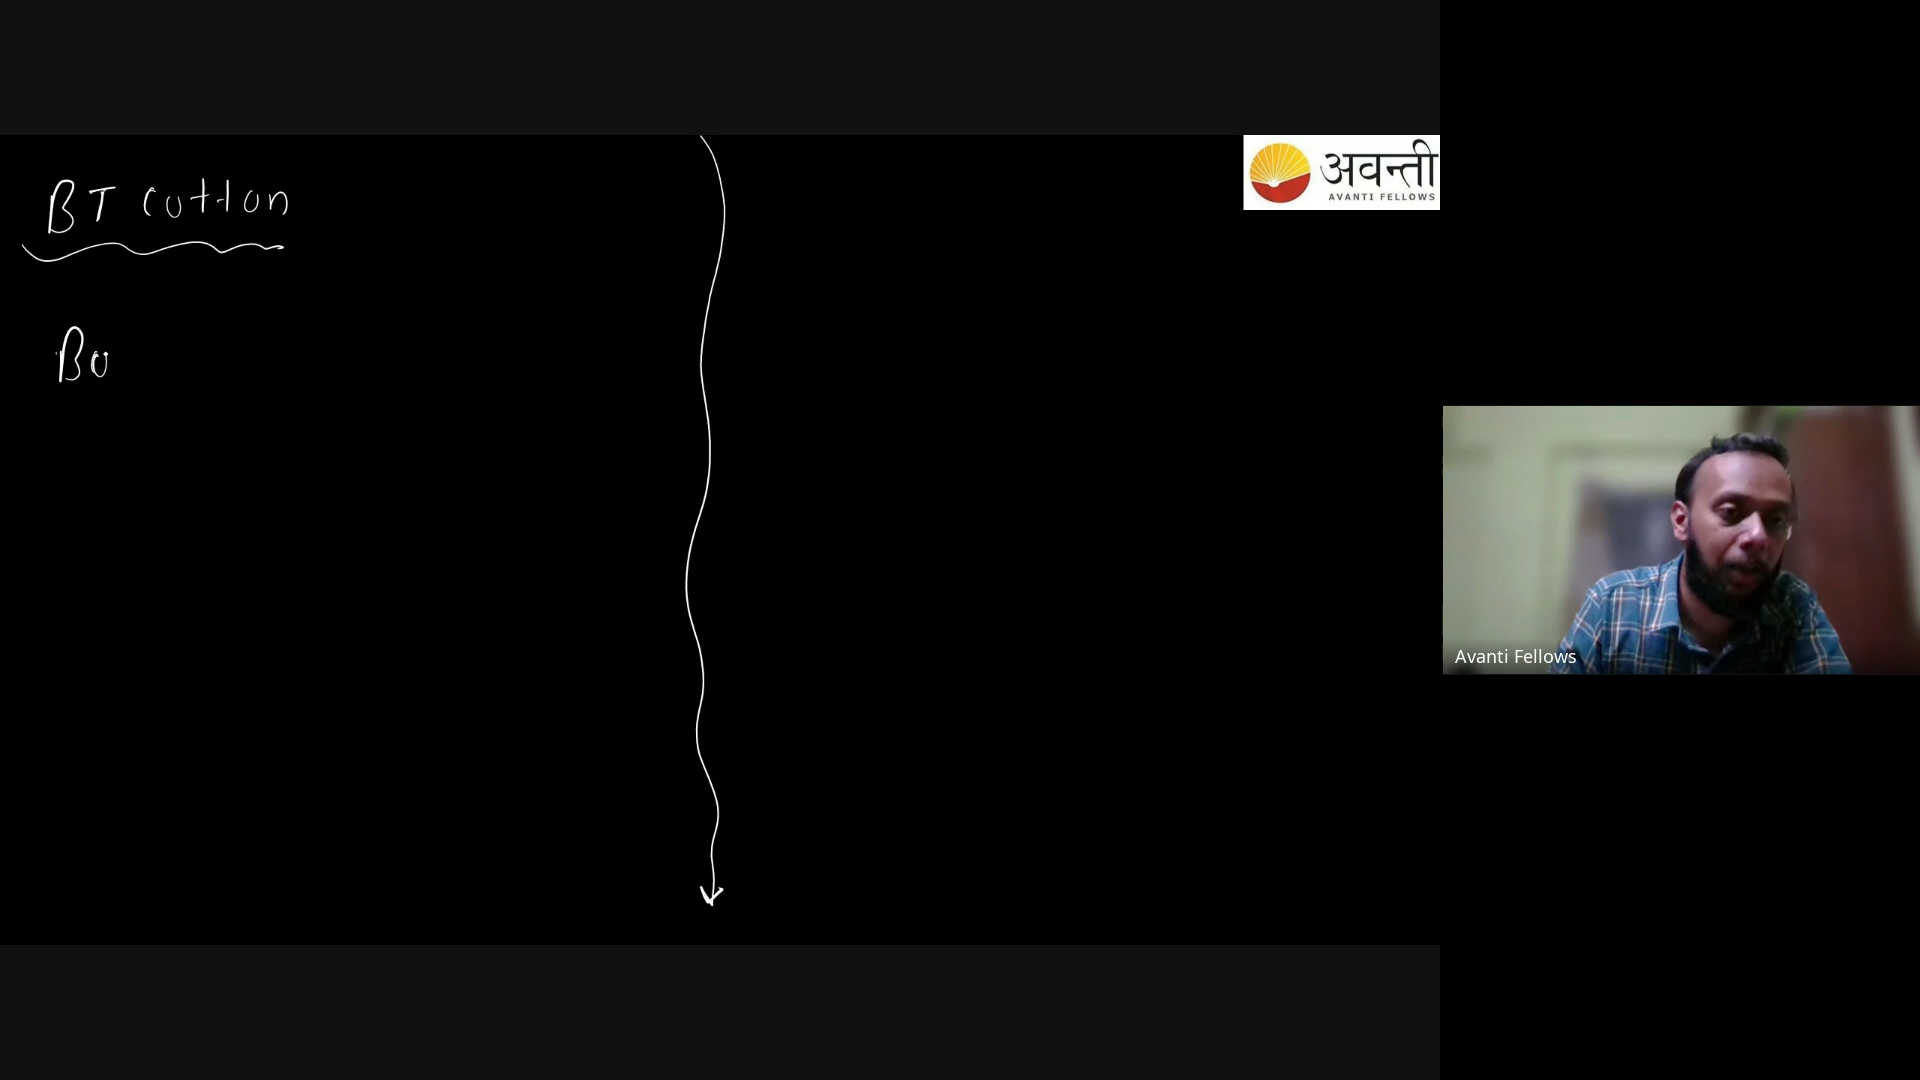 BT cotton
अवन्ती
AVANTI FELLOWS
Bo
Avanti Fellows